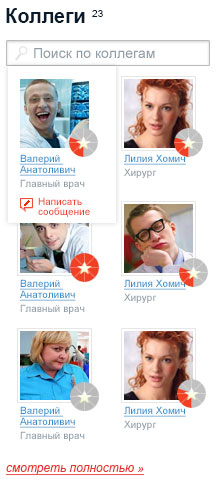 Коллеги 23
Поиск по коллегам
Валерий
Анатоливич
Главный врач
Написать
сообщение
Лилия Хомич
Хирург
Валерий
Анатоливич
Главный врач
Лилия Хомич
Хирург
Валерий
Анатоливич
Главный врач
Лилия Хомич
Хирург
смотреть полностью »